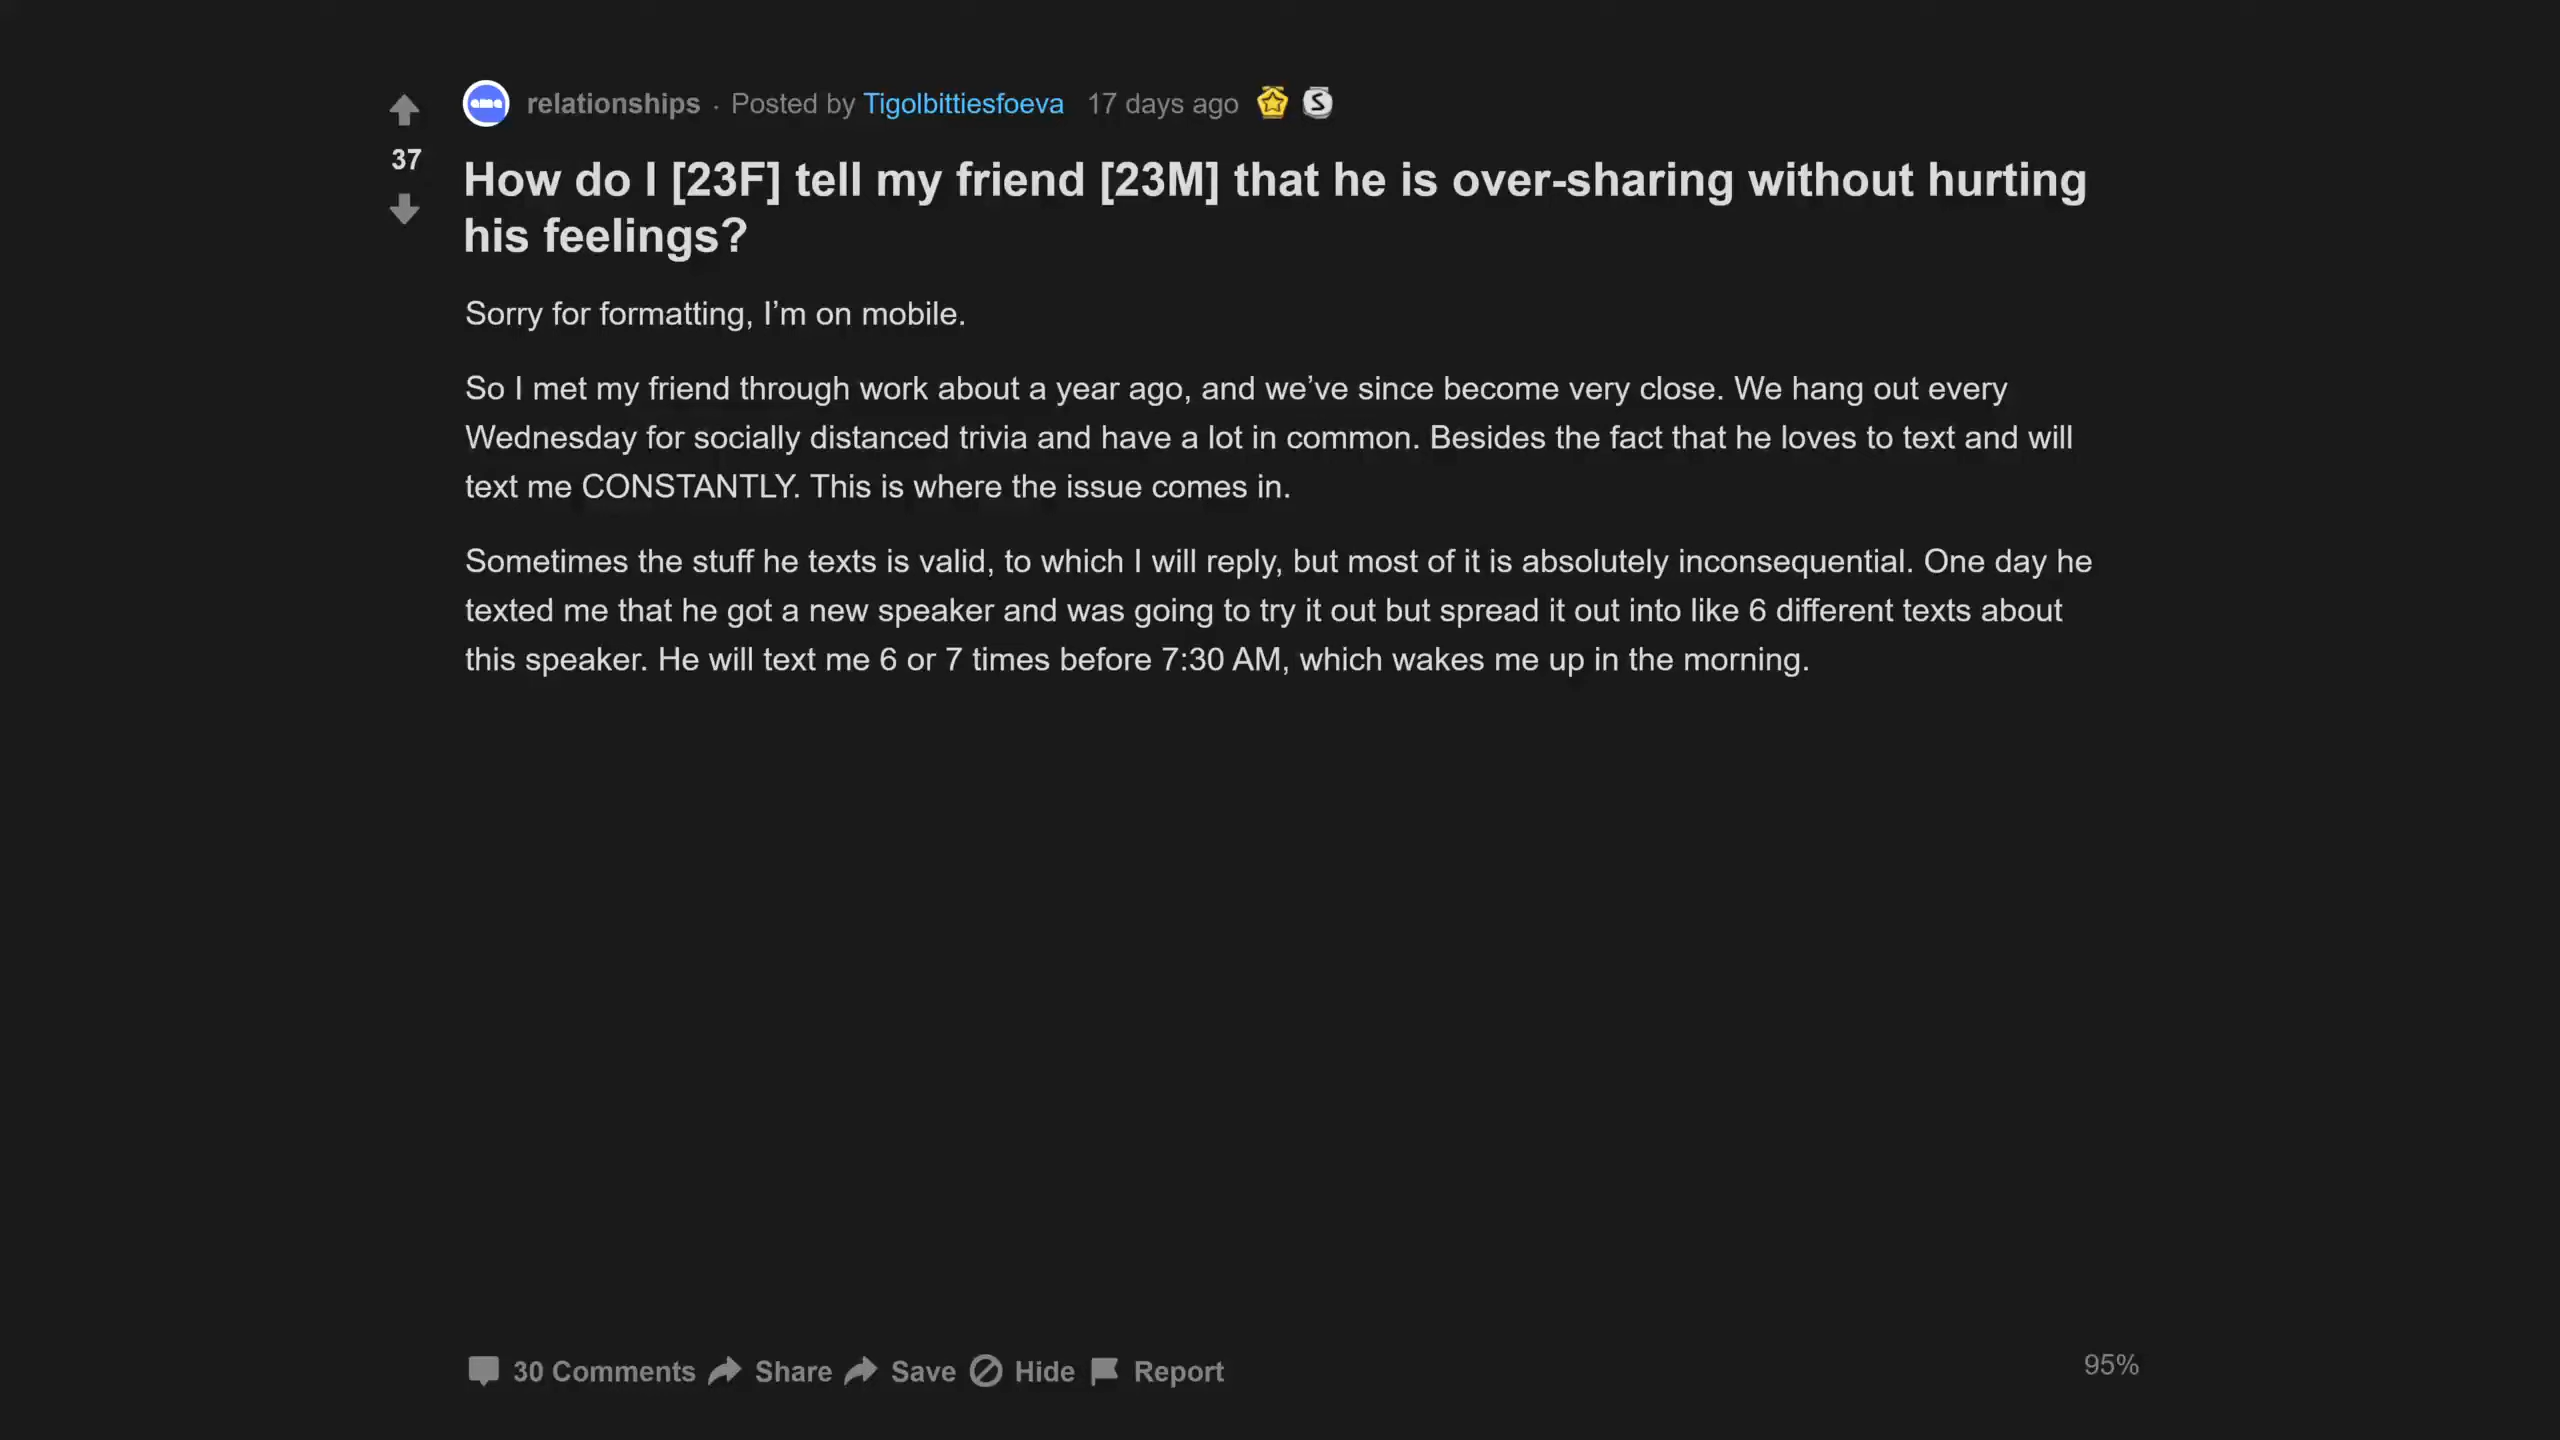 relationships · Posted by Tigolbittiesfoeva 17 days ago
37
How do I [23F] tell my friend [23M] that he is over-sharing without hurting
his feelings?
Sorry for formatting, I’m on mobile.
So I met my friend through work about a year ago, and we’ve since become very close. We hang out every
Wednesday for socially distanced trivia and have a lot in common. Besides the fact that he loves to text and will
text me CONSTANTLY. This is where the issue comes in.
Sometimes the stuff he texts is valid, to which I will reply, but most of it is absolutely inconsequential. One day he
texted me that he got a new speaker and was going to try it out but spread it out into like 6 different texts about
this speaker. He will text me 6 or 7 times before 7:30 AM, which wakes me up in the morning.
30 Comments Share Save Hide Report
95%